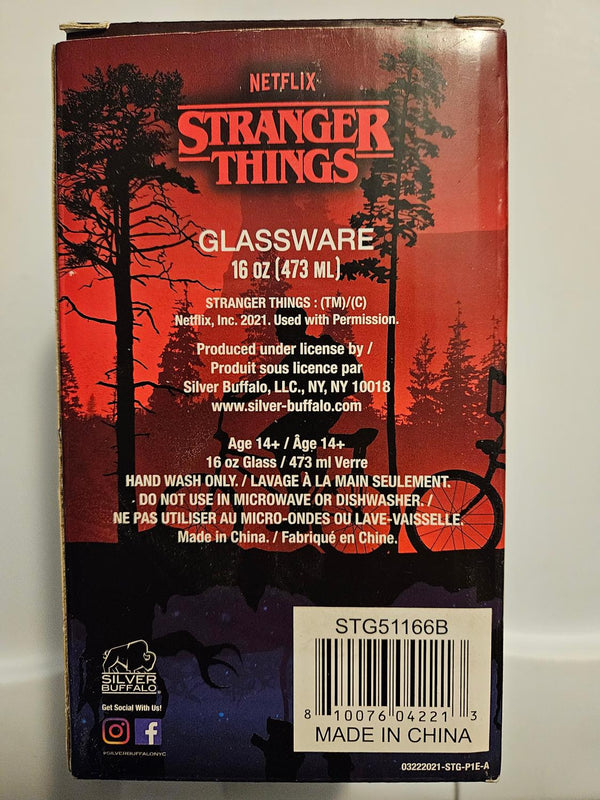 NETFLIX
STRANGER
THINGS
GLASSWARE
16 OZ (473 ML)
STRANGER THINGS : (TM)/(C)
Netflix, Inc. 2021. Used with Permission.
Produced under license by /
Produit sous licence par
Silver Buffalo, LLC., NY, NY 10018
www.silver-buffalo.com
Age 14+ / Âge 14+
16 oz Glass / 473 ml Verre
HAND WASH ONLY. / LAVAGE À LA MAIN SEULEMENT.
DO NOT USE IN MICROWAVE OR DISHWASHER. /
NE PAS UTILISER AU MICRO-ONDES OU LAVE-VAISSELLE.
Made in China. / Fabriqué en Chine.
STG51166B
8 10076 04221 3
MADE IN CHINA
SILVER
BUFFALO
Get Social With Us!
#SILVERBUFFALONYC
03222021-STG-P1E-A